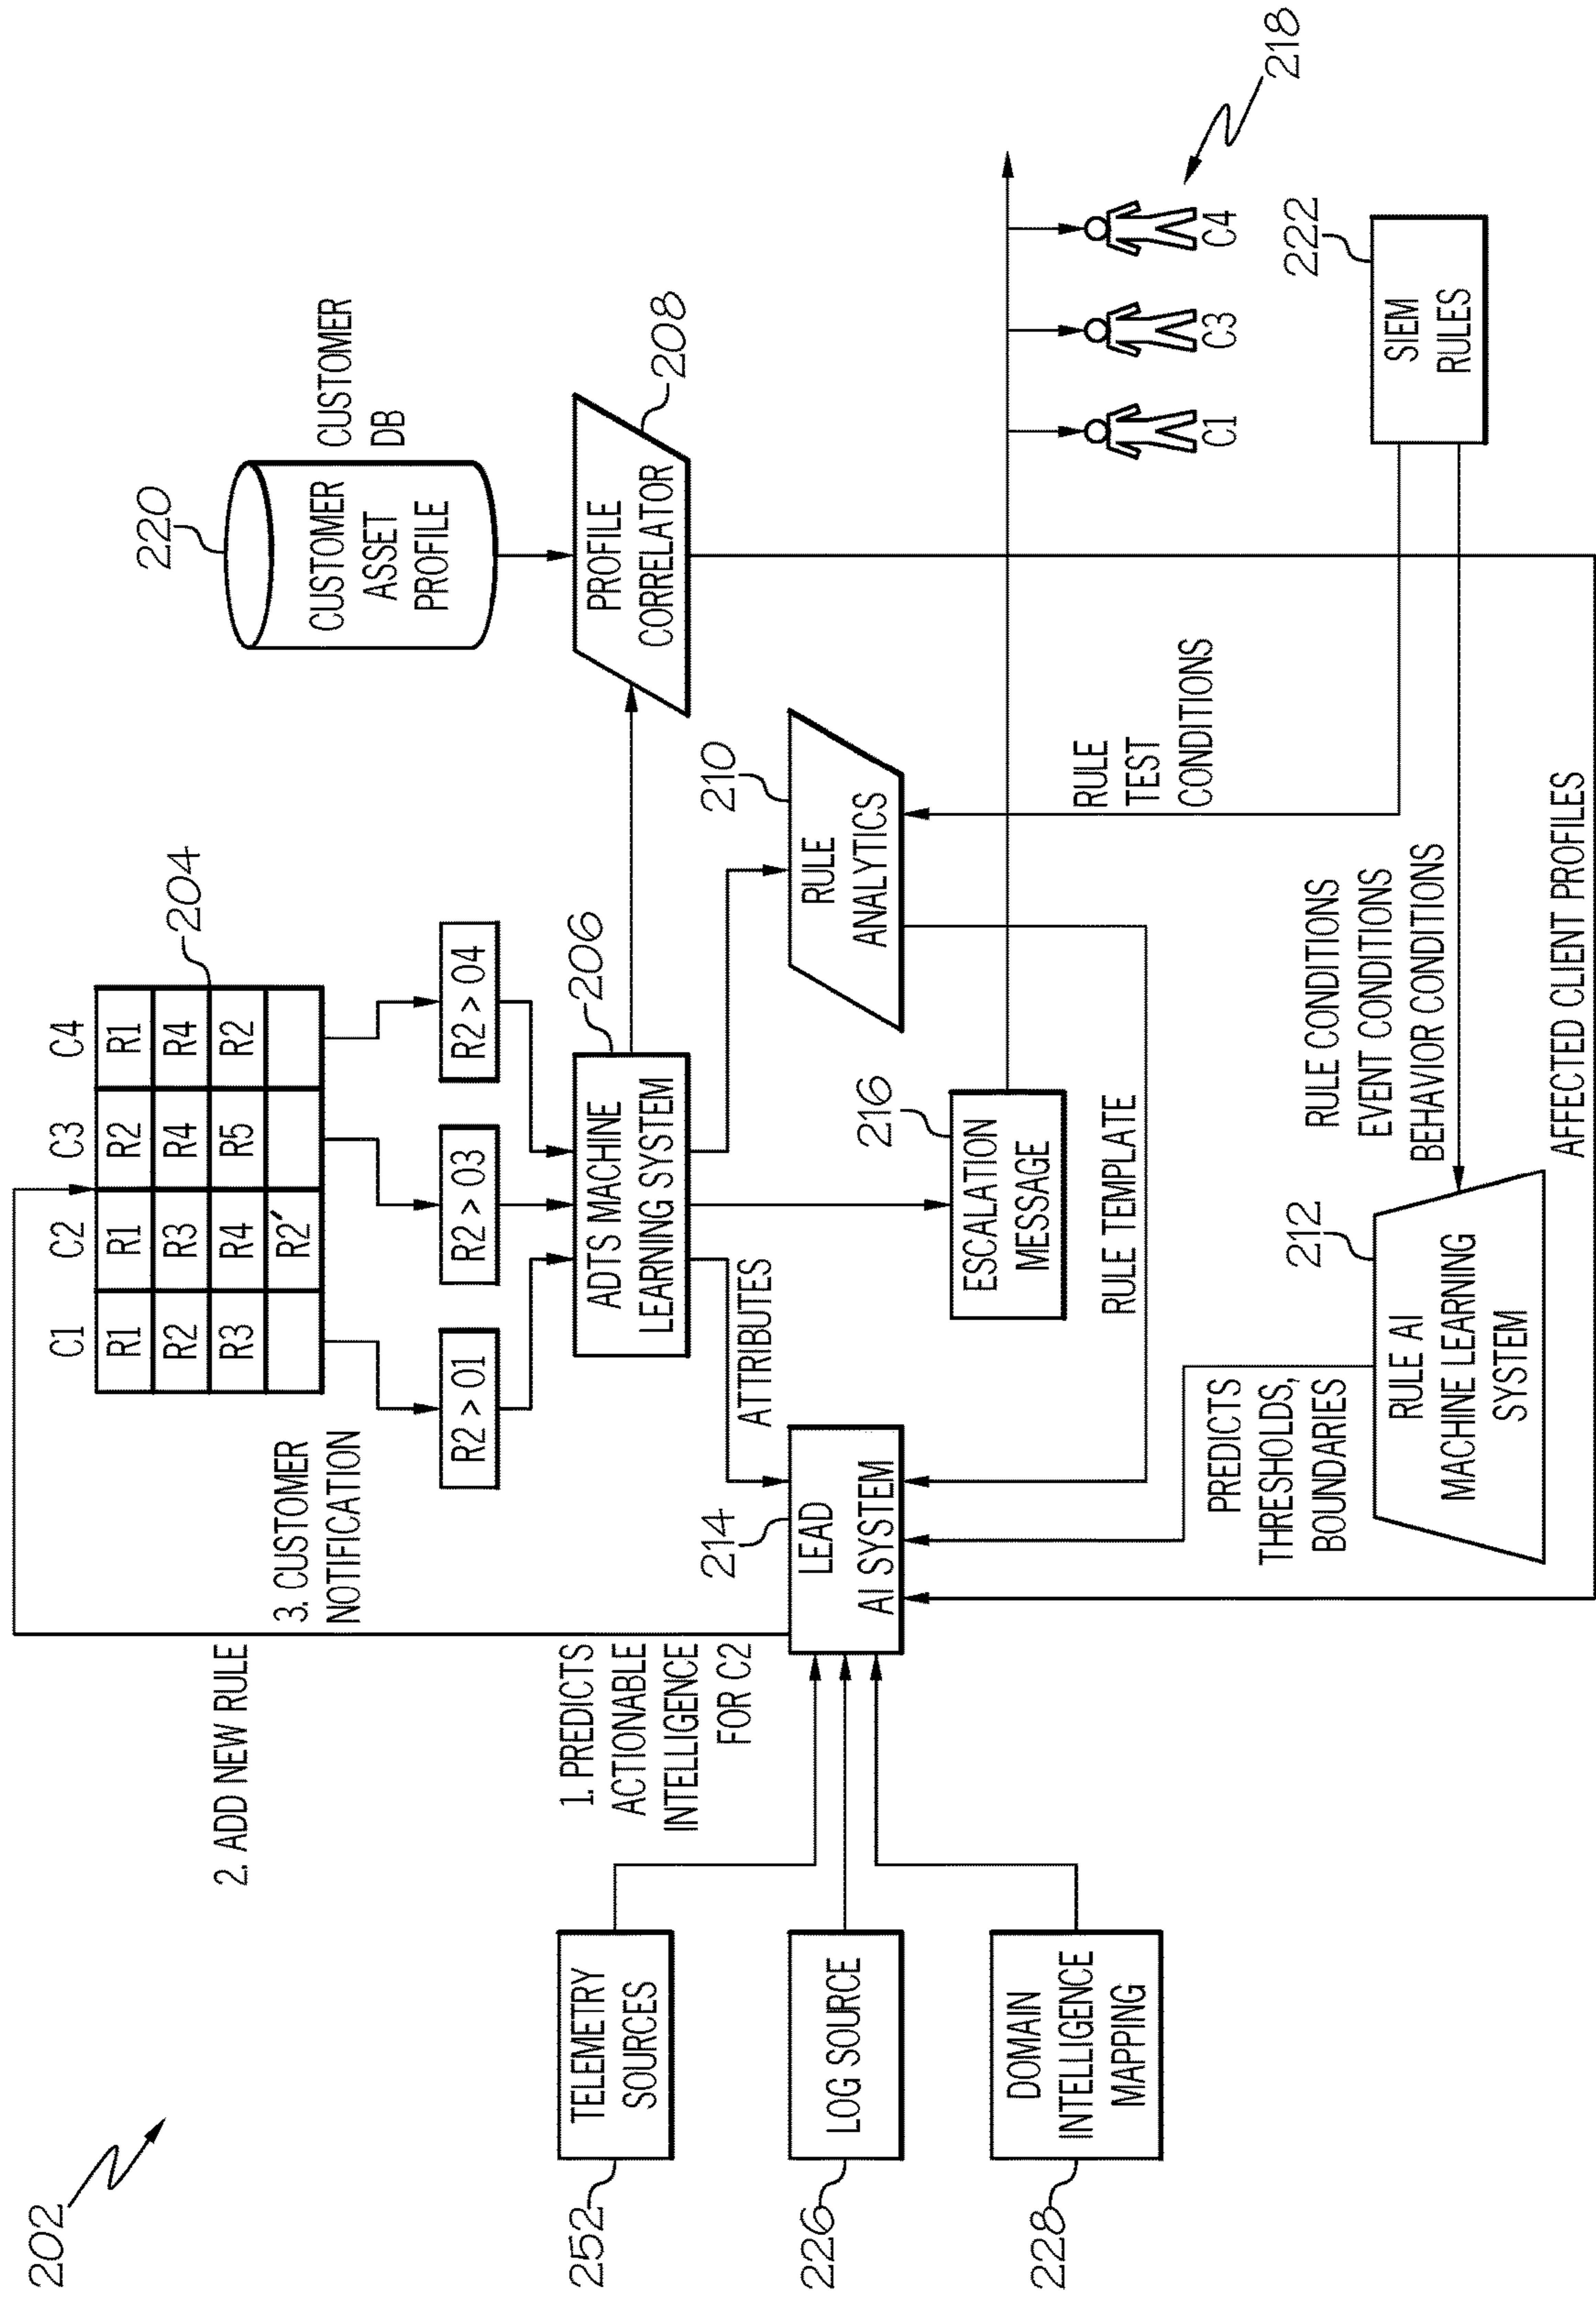 202
2. ADD NEW RULE
3. CUSTOMER
NOTIFICATION
1. PREDICTS
ACTIONABLE
INTELLIGENCE
FOR C2
C1 C2 C3 C4
R1 R1 R2 R1
R2 R3 R4 R4
R3 R4 R5 R2
R2′
204
R2 > 01
R2 > 03
R2 > 04
220
CUSTOMER
DB
CUSTOMER
ASSET
PROFILE
252
TELEMETRY
SOURCES
206
ADTS MACHINE
LEARNING SYSTEM
208
PROFILE
CORRELATOR
ATTRIBUTES
226
LOG SOURCE
214
LEAD
AI SYSTEM
210
RULE
ANALYTICS
228
DOMAIN
INTELLIGENCE
MAPPING
216
ESCALATION
MESSAGE
RULE TEMPLATE
RULE
TEST
CONDITIONS
C1 C3 C4
218
PREDICTS
THRESHOLDS,
BOUNDARIES
212
RULE AI
MACHINE LEARNING
SYSTEM
RULE CONDITIONS
EVENT CONDITIONS
BEHAVIOR CONDITIONS
222
SIEM
RULES
AFFECTED CLIENT PROFILES